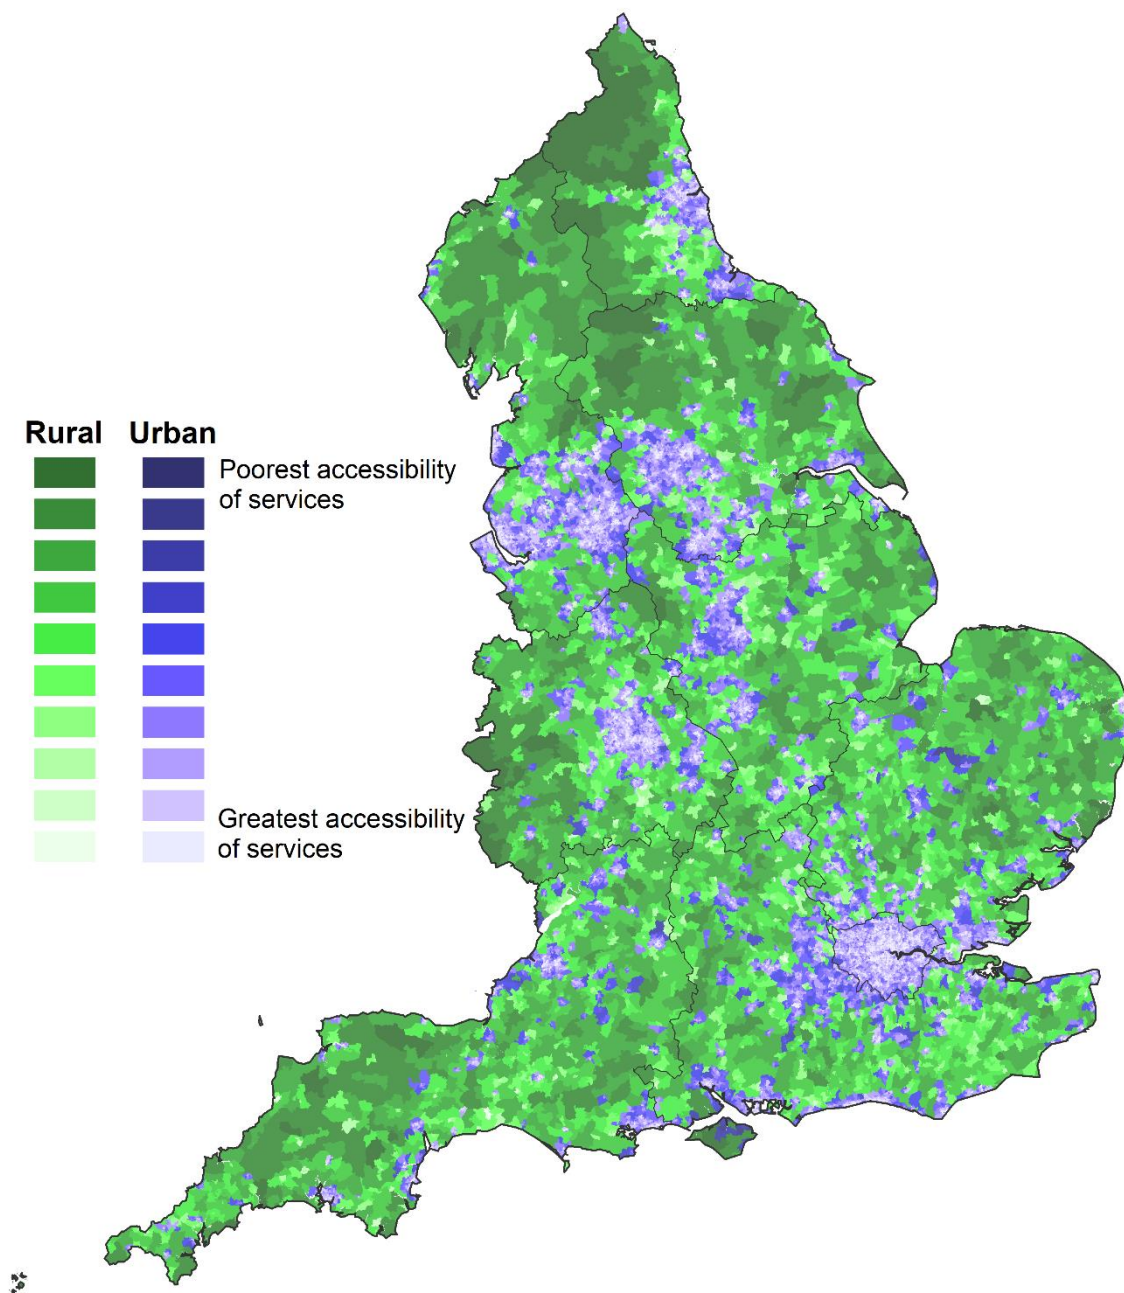 Rural Urban
Poorest accessibility
of services
Greatest accessibility
of services